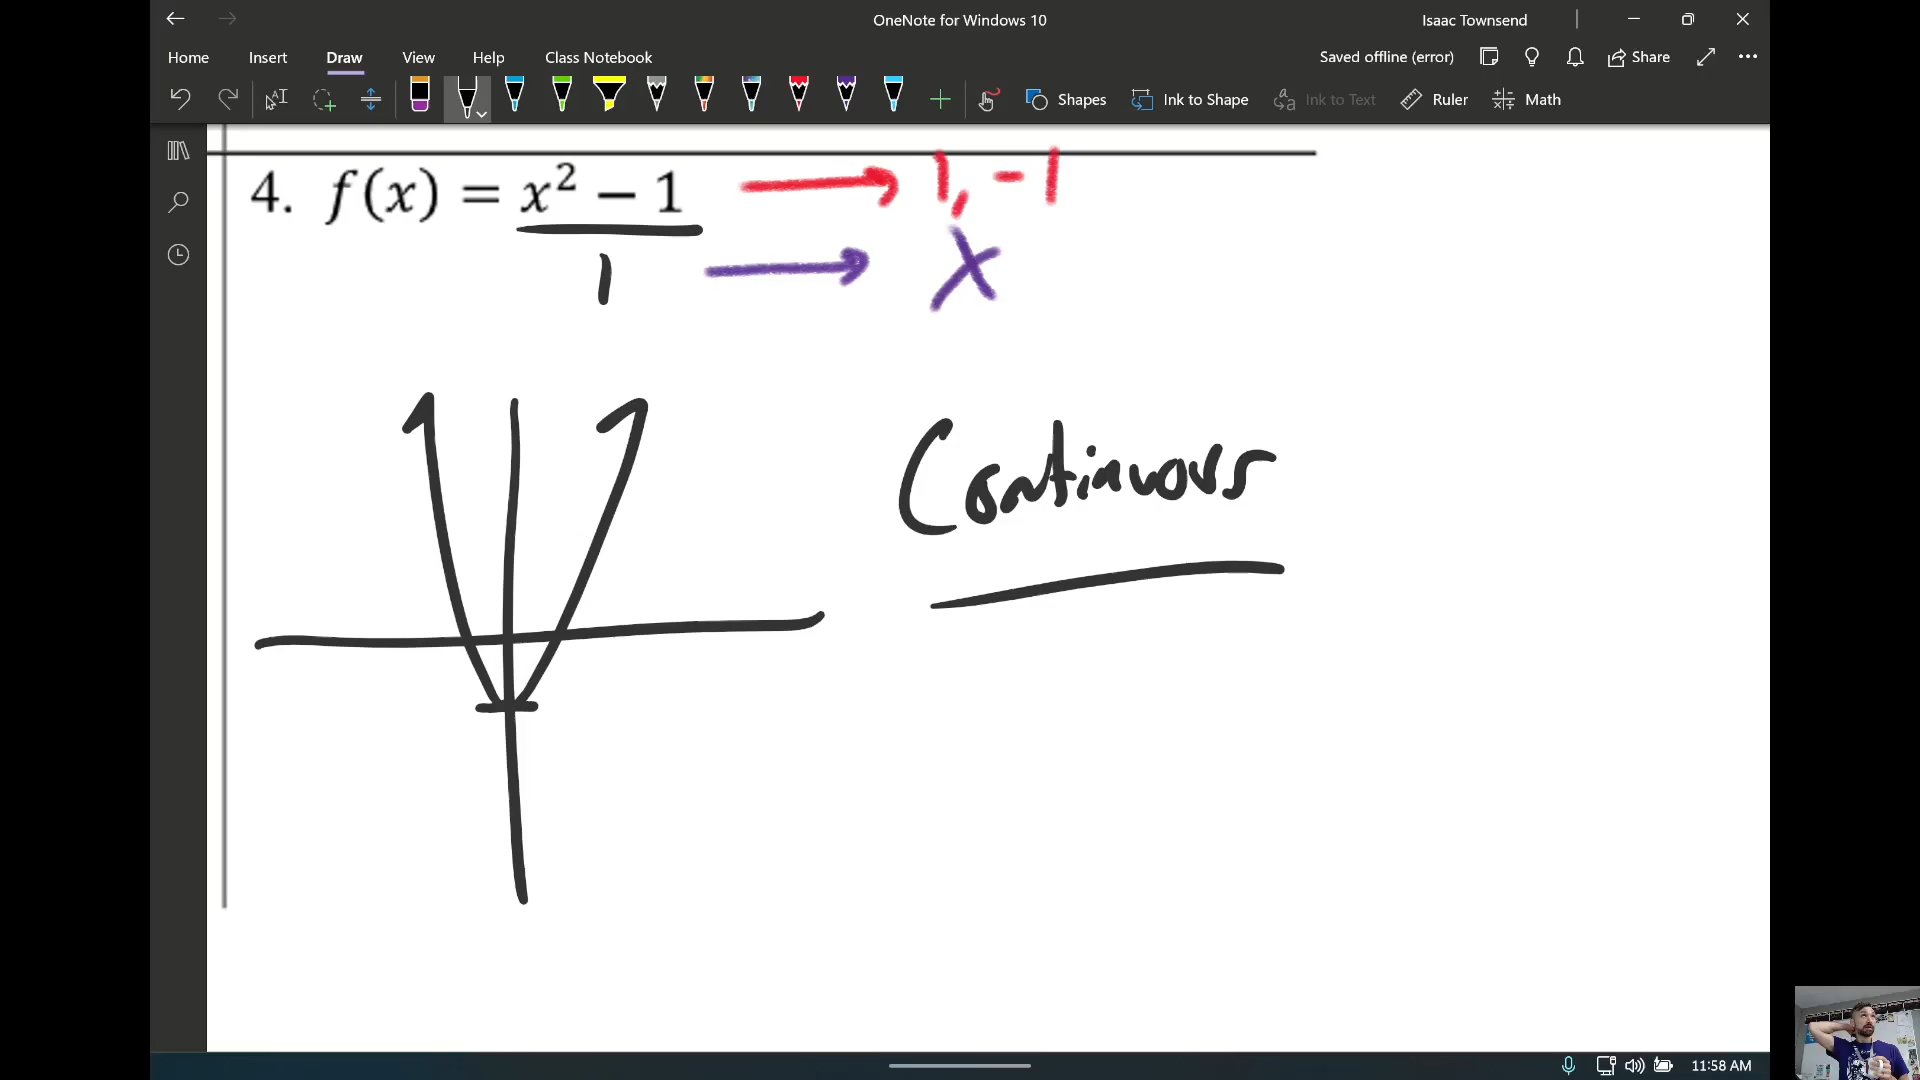 OneNote for Windows 10
Isaac Townsend
Home Insert Draw View Help Class Notebook
Saved offline (error)
Share
Shapes
Ink to Shape
Ink to Text
Ruler
Math
4. f(x) = x² − 1 → 1, -1
1 → X
Continuous
11:58 AM